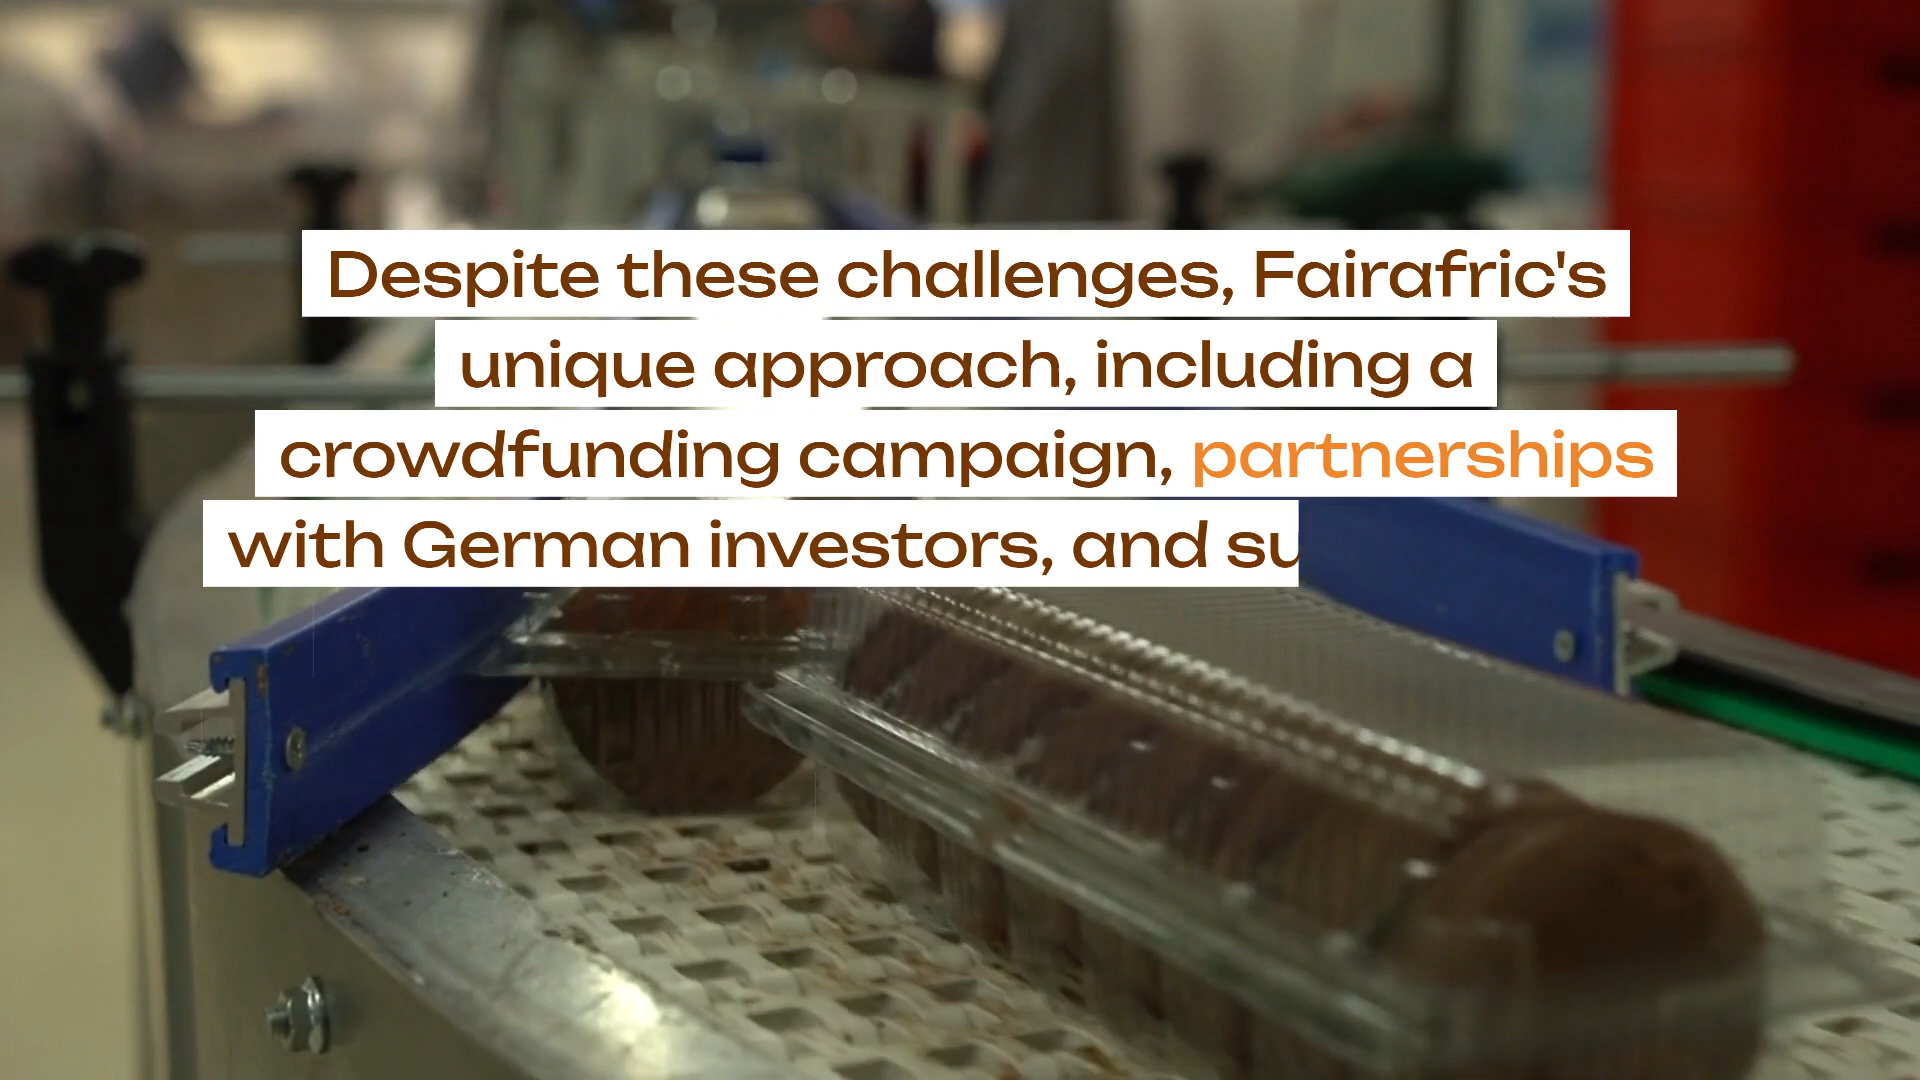 Despite these challenges, Fairafric's
unique approach, including a
crowdfunding campaign, partnerships
with German investors, and